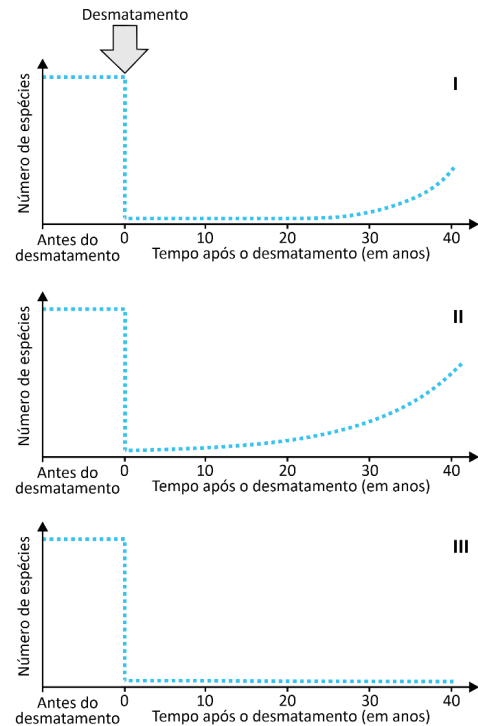 Desmatamento
I
Número de espécies
Antes do
desmatamento
0 10 20 30 40
Tempo após o desmatamento (em anos)
II
Número de espécies
Antes do
desmatamento
0 10 20 30 40
Tempo após o desmatamento (em anos)
III
Número de espécies
Antes do
desmatamento
0 10 20 30 40
Tempo após o desmatamento (em anos)